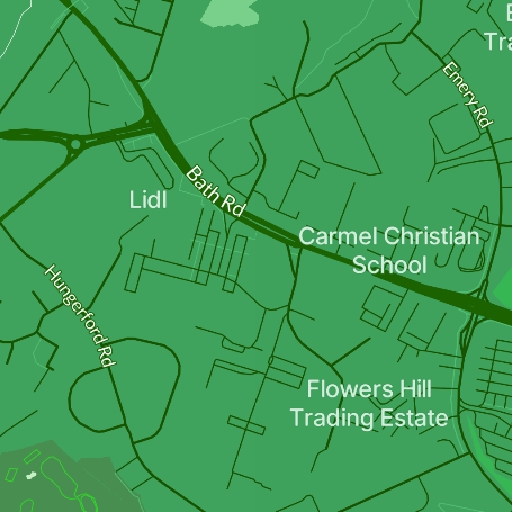 Emery Rd
Lidl
Bath Rd
Carmel Christian
School
Hungerford Rd
Flowers Hill
Trading Estate